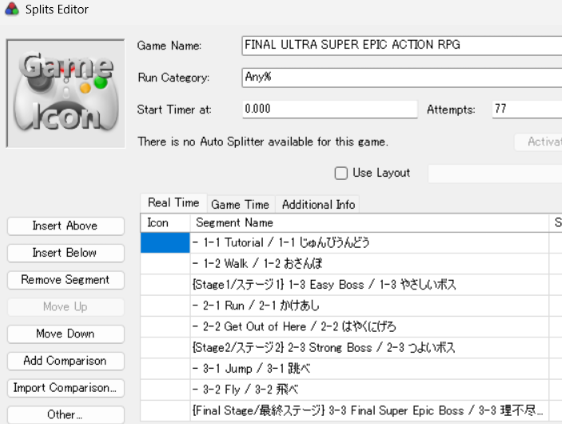 Splits Editor
Game Icon
Game Name: FINAL ULTRA SUPER EPIC ACTION RPG
Run Category: Any%
Start Timer at: 0.000 Attempts: 77
There is no Auto Splitter available for this game. Activat
Use Layout
Real Time Game Time Additional Info
Icon Segment Name S
Insert Above
Insert Below
Remove Segment
Move Up
Move Down
Add Comparison
Import Comparison...
Other...
- 1-1 Tutorial / 1-1 じゅんびうんどう
- 1-2 Walk / 1-2 おさんぽ
{Stage1/ステージ1} 1-3 Easy Boss / 1-3 やさしいボス
- 2-1 Run / 2-1 かけあし
- 2-2 Get Out of Here / 2-2 はやくにげろ
{Stage2/ステージ2} 2-3 Strong Boss / 2-3 つよいボス
- 3-1 Jump / 3-1 跳べ
- 3-2 Fly / 3-2 飛べ
{Final Stage/最終ステージ} 3-3 Final Super Epic Boss / 3-3 理不尽...